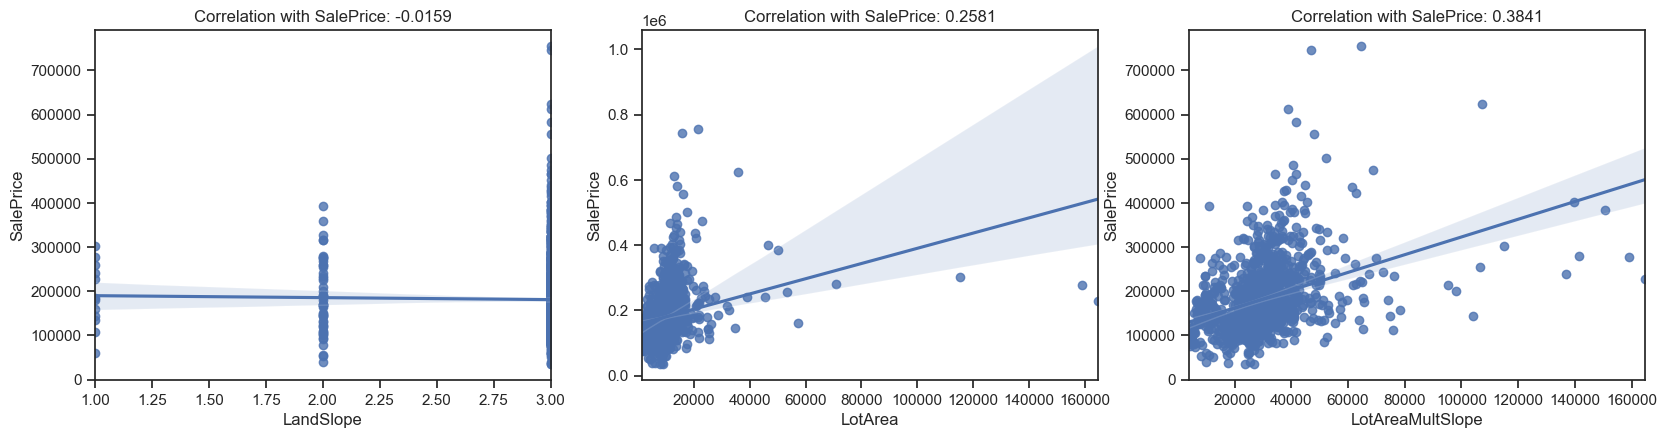 Correlation with SalePrice: -0.0159
SalePrice
700000
600000
500000
400000
300000
200000
100000
0
1.00 1.25 1.50 1.75 2.00 2.25 2.50 2.75 3.00
LandSlope
Correlation with SalePrice: 0.2581
1e6
SalePrice
1.0
0.8
0.6
0.4
0.2
0.0
20000 40000 60000 80000 100000 120000 140000 160000
LotArea
Correlation with SalePrice: 0.3841
SalePrice
700000
600000
500000
400000
300000
200000
100000
0
20000 40000 60000 80000 100000 120000 140000 160000
LotAreaMultSlope